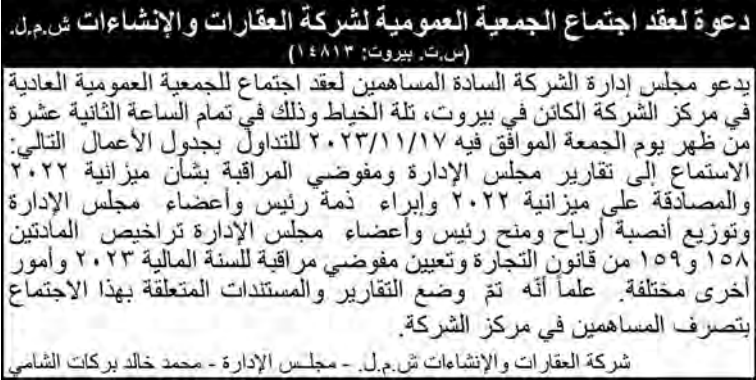 دعوة لعقد اجتماع الجمعية العمومية لشركة العقارات والإنشاءات ش.م.ل.
(س.ت. بيروت: ١٤٨١٣)
يدعو مجلس إدارة الشركة السادة المساهمين لعقد اجتماع للجمعية العمومية العادية
في مركز الشركة الكائن في بيروت، تلة الخياط وذلك في تمام الساعة الثانية عشرة
من ظهر يوم الجمعة الموافق فيه ٢٠٢٣/١١/١٧ للتداول بجدول الأعمال التالي:
الاستماع إلى تقارير مجلس الإدارة ومفوضي المراقبة بشأن ميزانية ٢٠٢٢
والمصادقة على ميزانية ٢٠٢٢ وإبراء ذمة رئيس وأعضاء مجلس الإدارة
وتوزيع أنصبة أرباح ومنح رئيس وأعضاء مجلس الإدارة تراخيص المادتين
١٥٨ و١٥٩ من قانون التجارة وتعيين مفوضي مراقبة للسنة المالية ٢٠٢٣ وأمور
أخرى مختلفة. علماً أنّه تمّ وضع التقارير والمستندات المتعلقة بهذا الاجتماع
بتصرف المساهمين في مركز الشركة.
شركة العقارات والإنشاءات ش.م.ل. - مجلس الإدارة - محمد خالد بركات الشامي